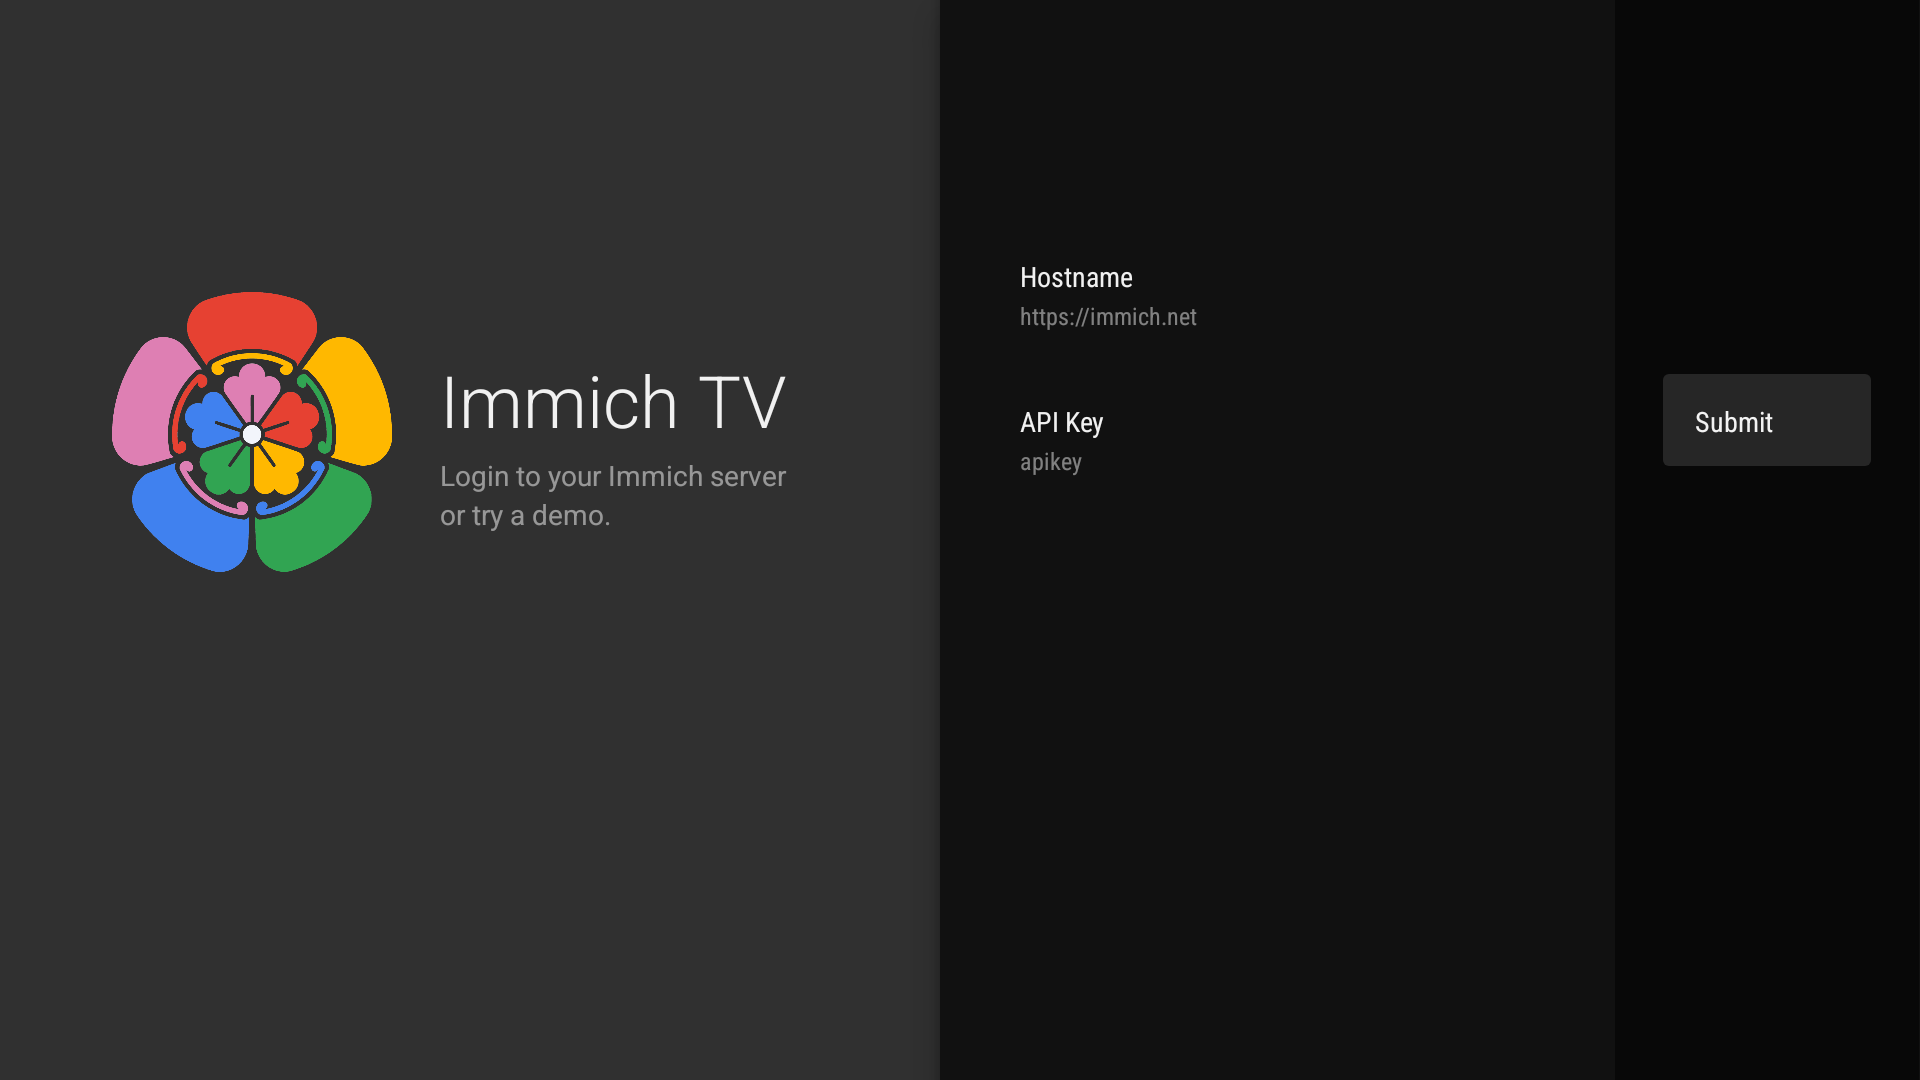 Immich TV
Login to your Immich server
or try a demo.
Hostname
https://immich.net
API Key
apikey
Submit